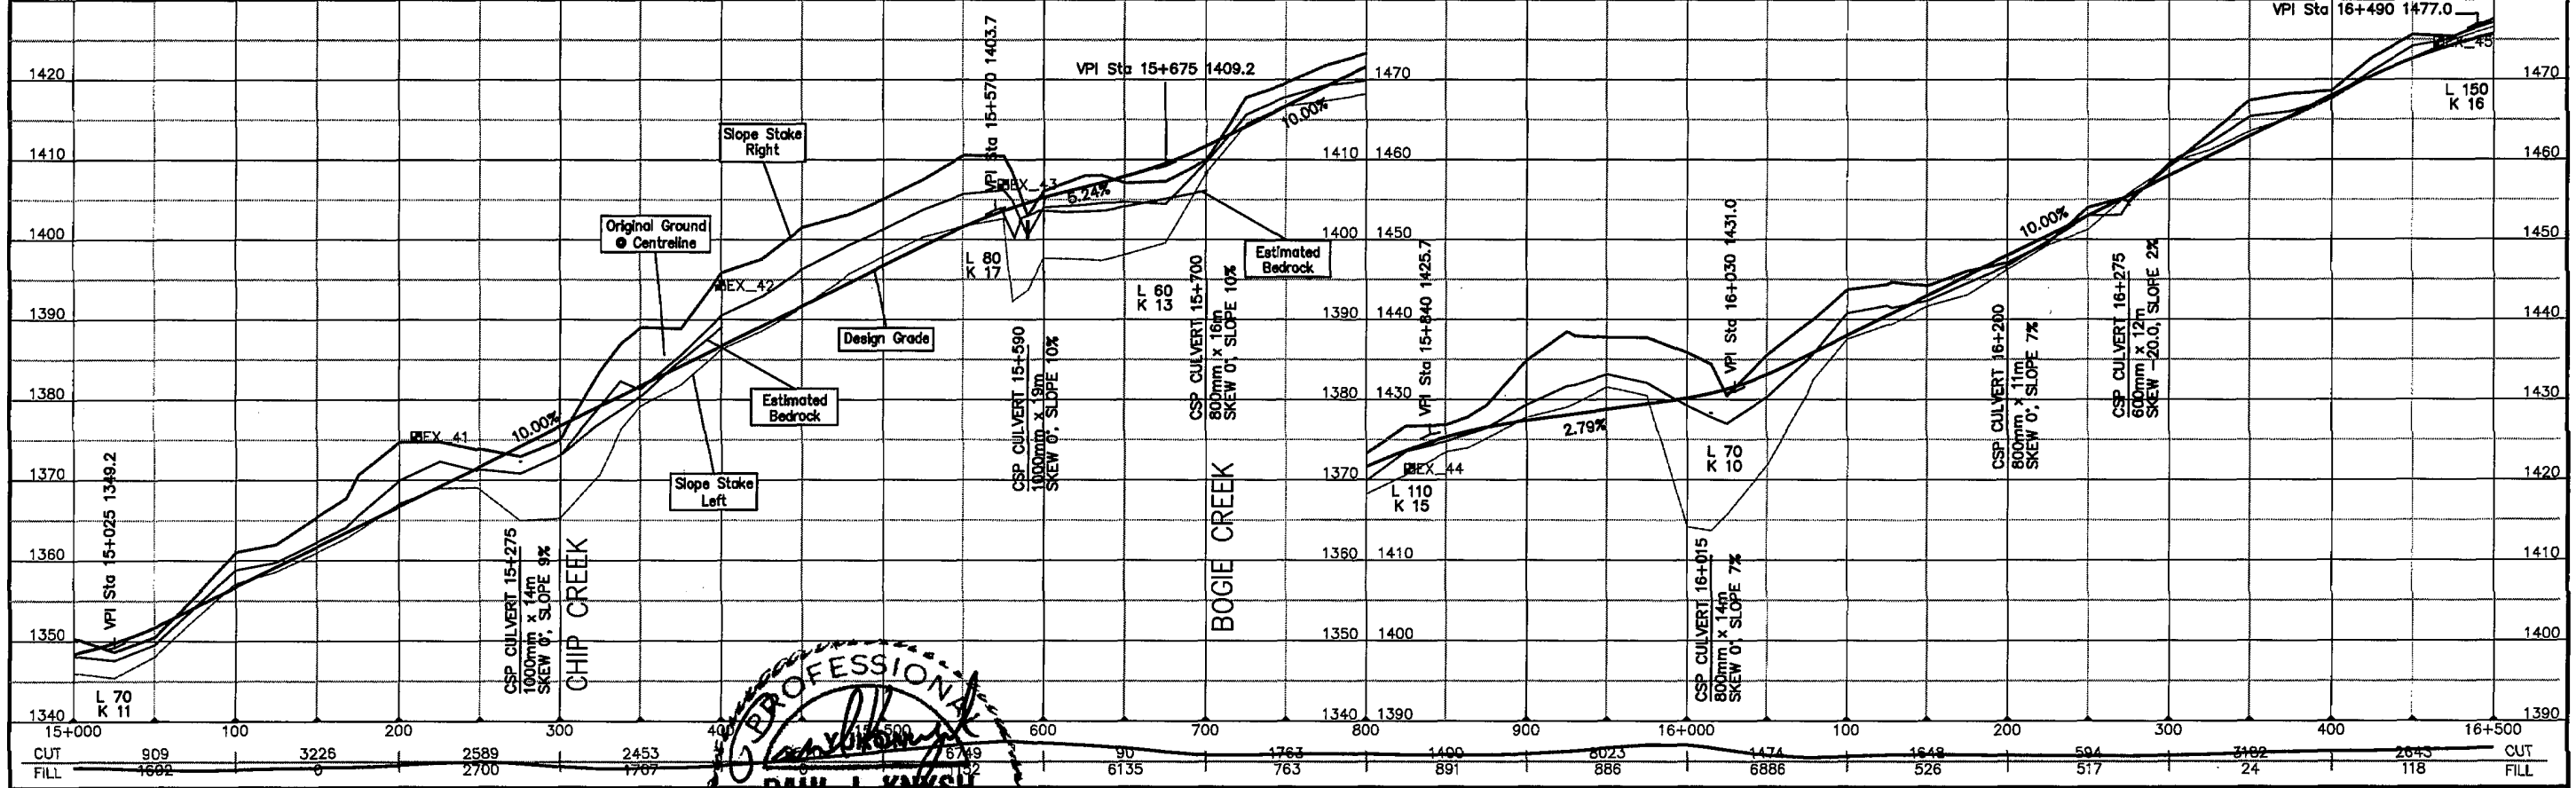 VPI Sta 16+490 1477.0
1420
1410
1400
1390
1380
1370
1360
1350
1340
VPI Sta 15+025 1349.2
L 70
K 11
EX_41
10.00%
CSP CULVERT 15+275
1000mm x 14m
SKEW 0°, SLOPE 9%
CHIP CREEK
Original Ground
@ Centreline
Slope Stake
Right
EX_42
Estimated
Bedrock
Slope Stake
Left
Design Grade
VPI Sta 15+570 1403.7
EX_43
L 80
K 17
CSP CULVERT 15+590
1000mm x 19m
SKEW 0°, SLOPE 10%
5.24%
VPI Sta 15+675 1409.2
L 60
K 13
CSP CULVERT 15+700
800mm x 16m
SKEW 0°, SLOPE 10%
BOGIE CREEK
Estimated
Bedrock
10.00%
1470
1410 1460
1400 1450
1390 1440
1380 1430
1370 1420
1360 1410
1350 1400
1340 1390
VPI Sta 15+840 1425.7
EX_44
L 110
K 15
2.79%
VPI Sta 16+030 1431.0
L 70
K 10
CSP CULVERT 16+015
800mm x 14m
SKEW 0°, SLOPE 7%
CSP CULVERT 16+200
800mm x 11m
SKEW 0°, SLOPE 7%
10.00%
CSP CULVERT 16+275
600mm x 12m
SKEW -20.0, SLOPE 2%
EX_45
L 150
K 16
1470
1460
1450
1440
1430
1420
1410
1400
1390
15+000 100 200 300 400 15+500 600 700 800 900 16+000 100 200 300 400 16+500
CUT 909 3226 2589 2453 6749 90 1763 1490 8023 1474 1648 594 3162 2643 CUT
FILL 1692 0 2700 1707 6135 763 891 886 6886 526 517 24 118 FILL
PROFESSIONAL
YUKON